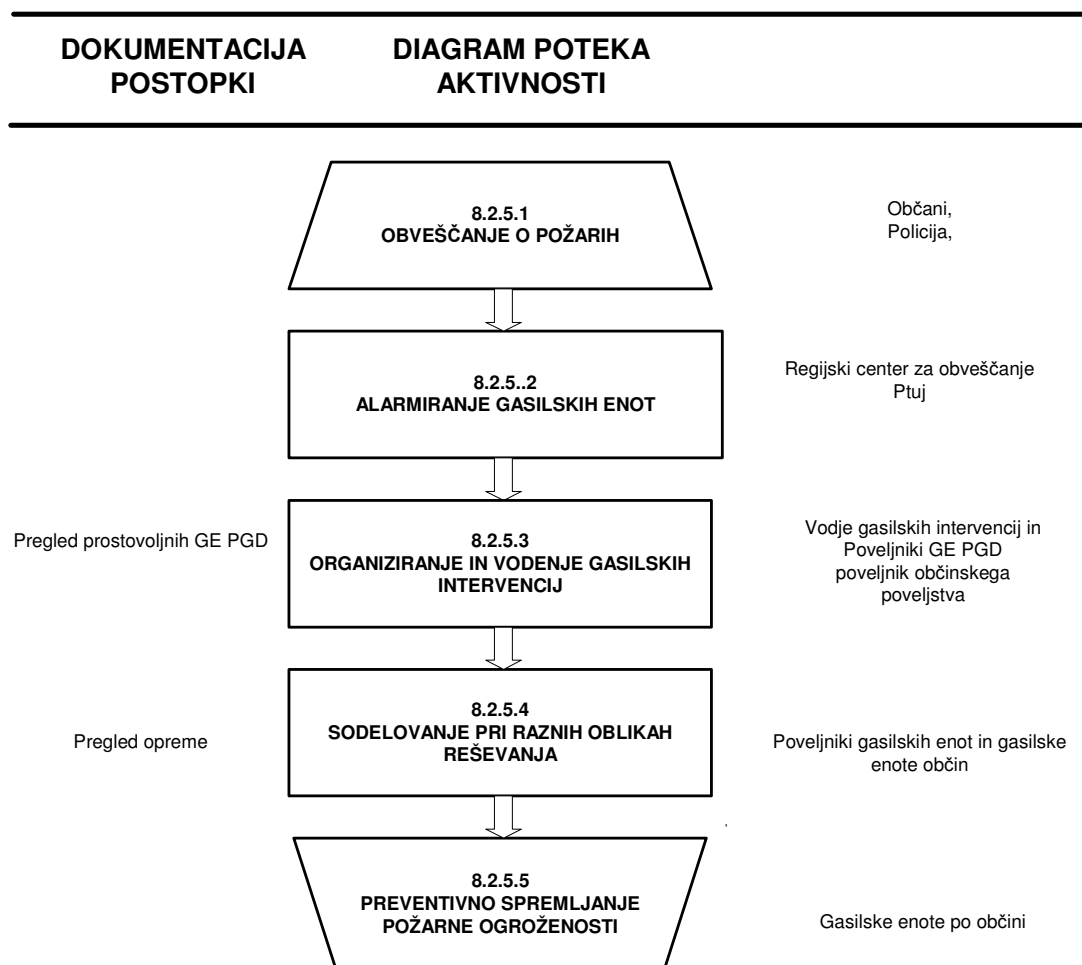 DOKUMENTACIJA
POSTOPKI
DIAGRAM POTEKA
AKTIVNOSTI
8.2.5.1
OBVEŠČANJE O POŽARIH
Občani,
Policija,
8.2.5..2
ALARMIRANJE GASILSKIH ENOT
Regijski center za obveščanje
Ptuj
Pregled prostovoljnih GE PGD
8.2.5.3
ORGANIZIRANJE IN VODENJE GASILSKIH
INTERVENCIJ
Vodje gasilskih intervencij in
Poveljniki GE PGD
poveljnik občinskega
poveljstva
Pregled opreme
8.2.5.4
SODELOVANJE PRI RAZNIH OBLIKAH
REŠEVANJA
Poveljniki gasilskih enot in gasilske
enote občin
8.2.5.5
PREVENTIVNO SPREMLJANJE
POŽARNE OGROŽENOSTI
Gasilske enote po občini